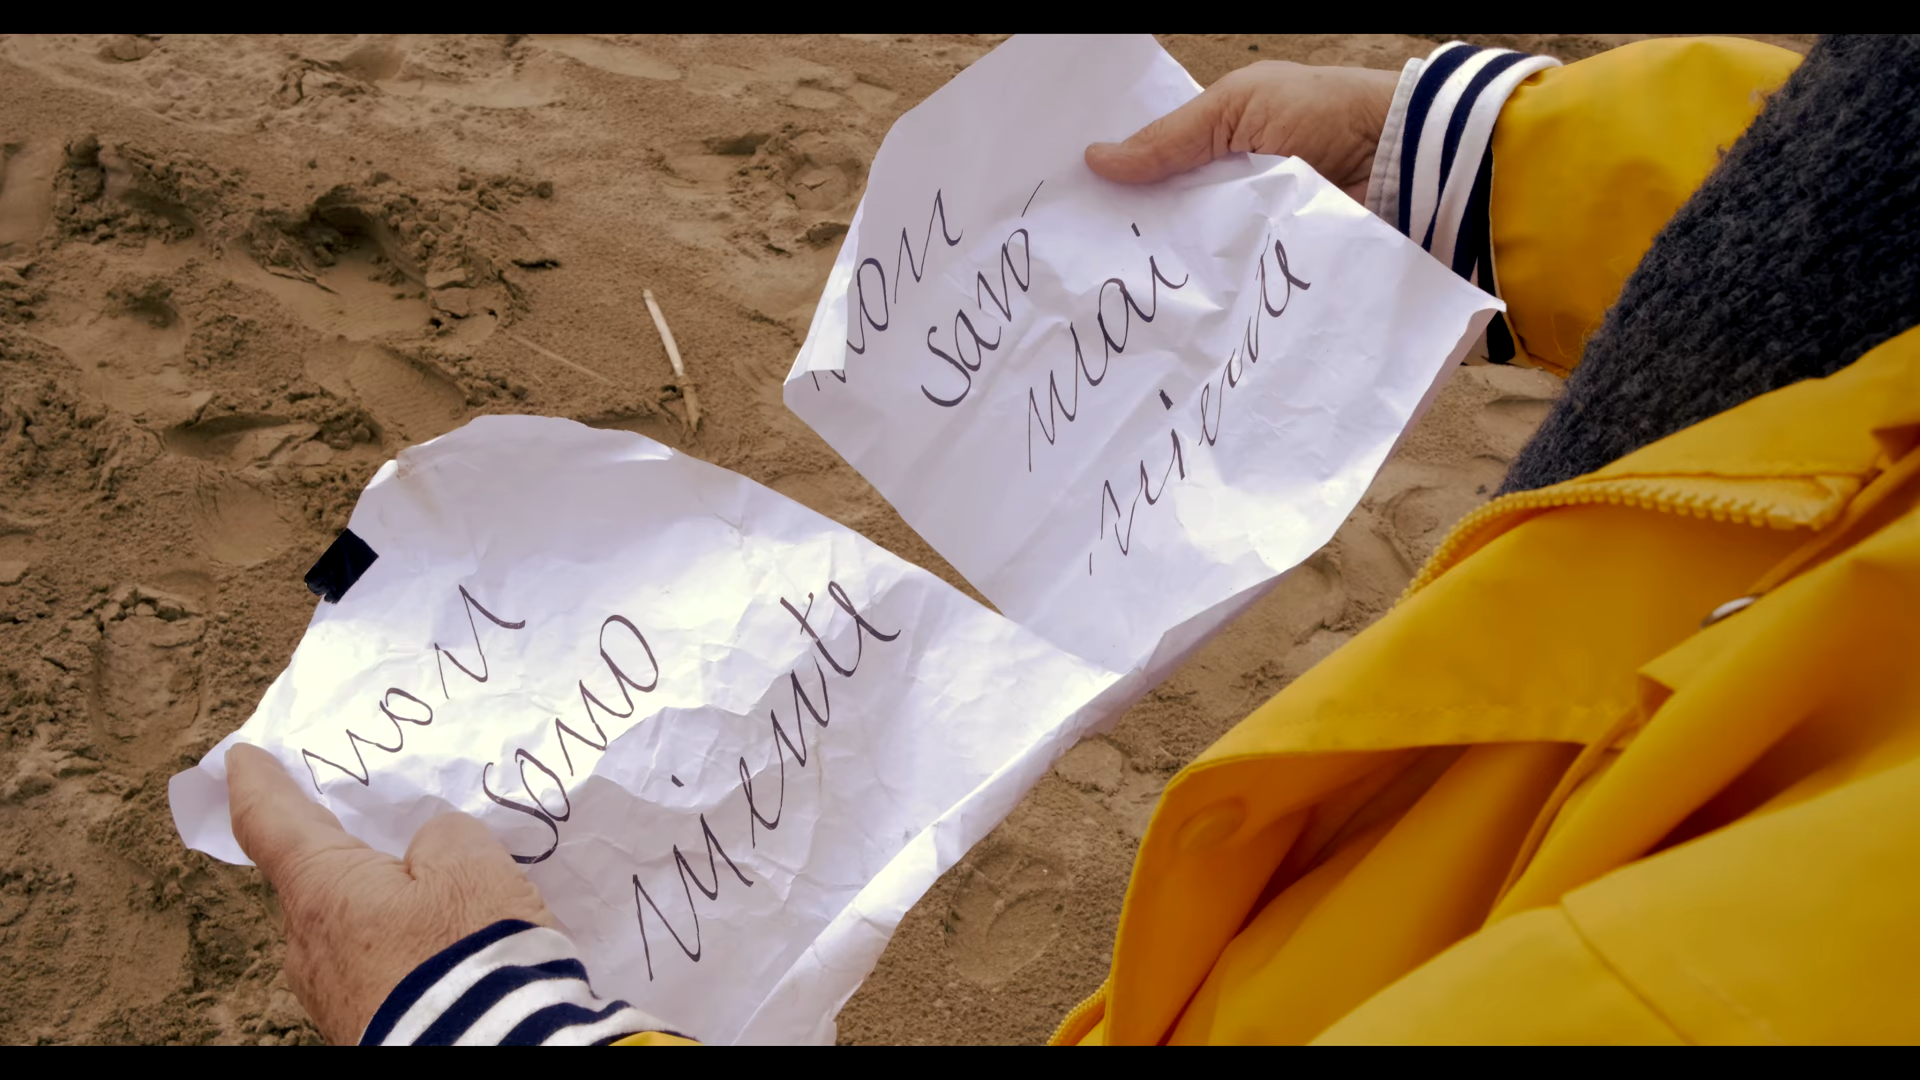 non
sono
niente
non
sarò
mai
niente